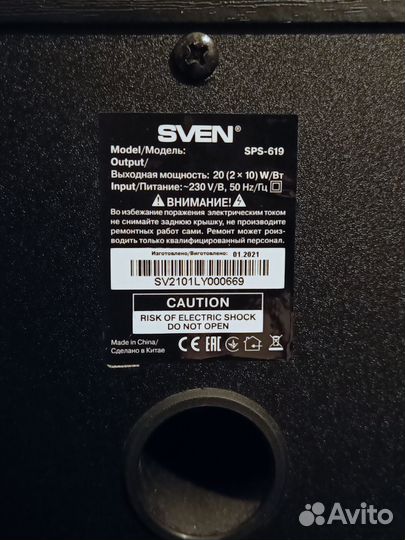 SVEN®
Model/Модель: SPS-619
Output/
Выходная мощность: 20 (2 × 10) W/Вт
Input/Питание: ~230 V/В, 50 Hz/Гц
ВНИМАНИЕ!
Во избежание поражения электрическим током
не снимайте заднюю крышку, не производите
ремонтных работ сами. Ремонт может произ-
водить только квалифицированный персонал.
Изготовлено/Виготовлено: 01.2021
SV2101LY000669
CAUTION
RISK OF ELECTRIC SHOCK
DO NOT OPEN
Made in China/
Сделано в Китае
CE EAC
Avito